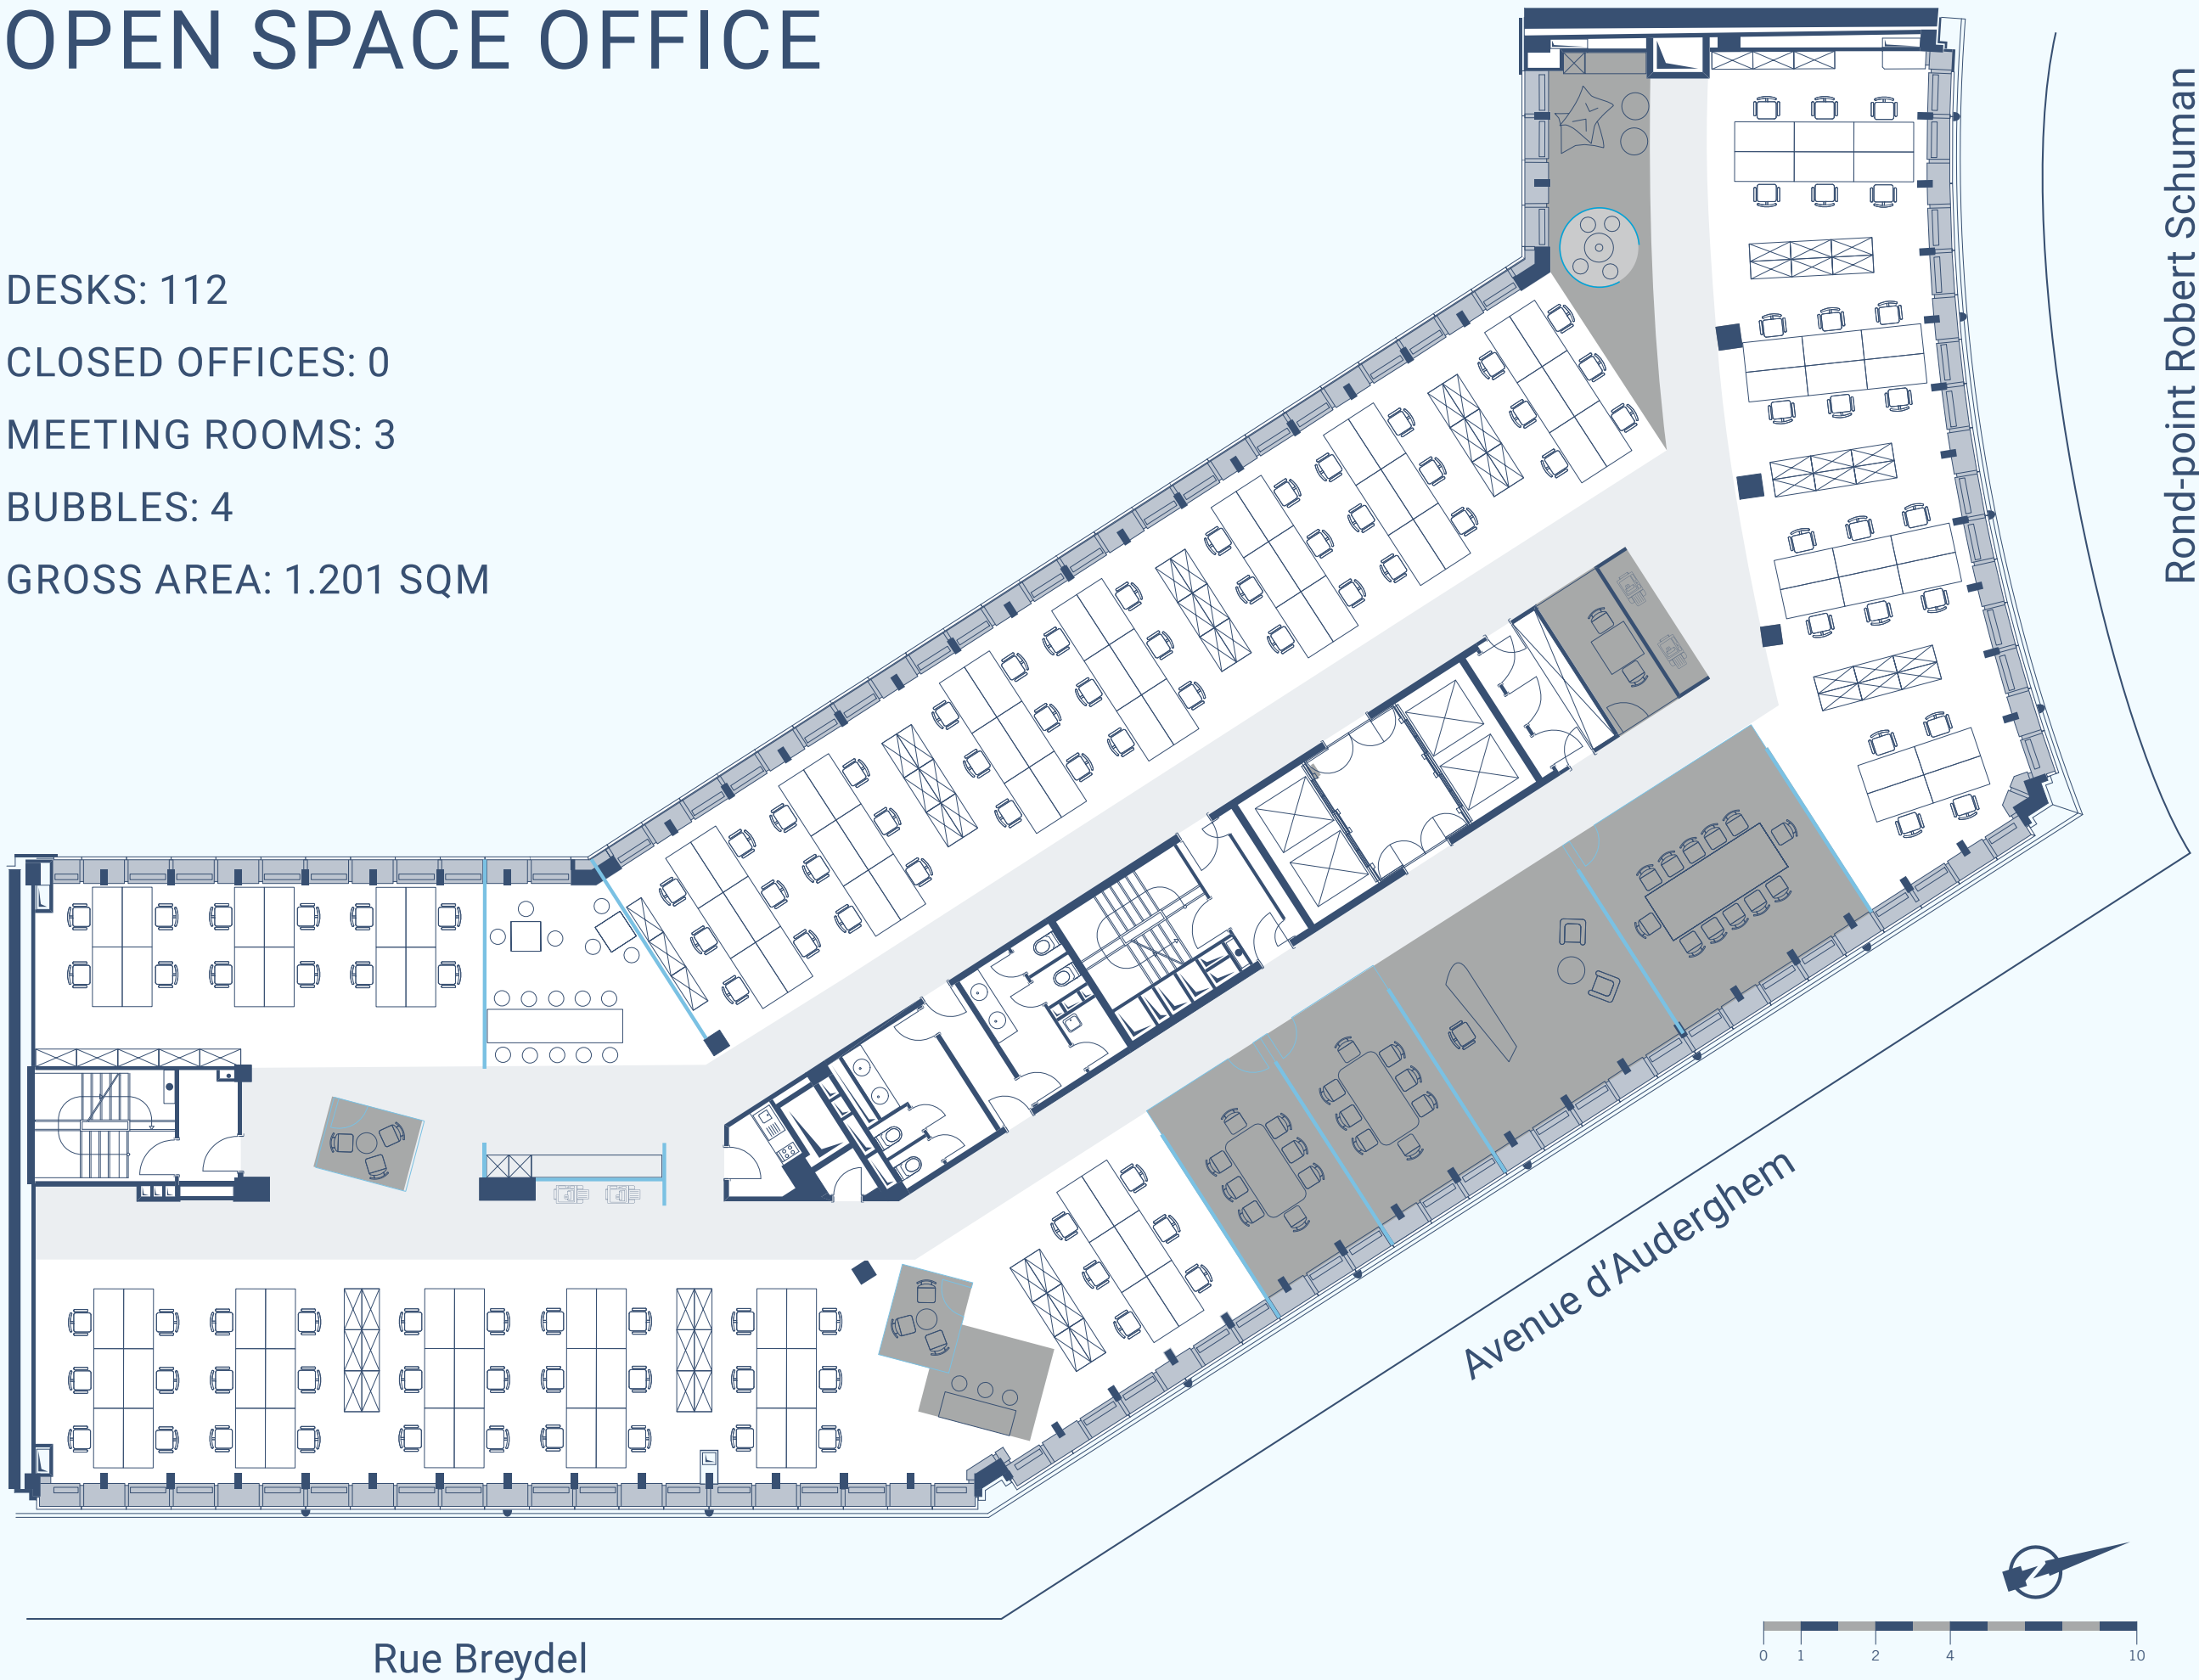 OPEN SPACE OFFICE
DESKS: 112
CLOSED OFFICES: 0
MEETING ROOMS: 3
BUBBLES: 4
GROSS AREA: 1.201 SQM
Rond-point Robert Schuman
Avenue d'Auderghem
Rue Breydel
0 1 2 4 10